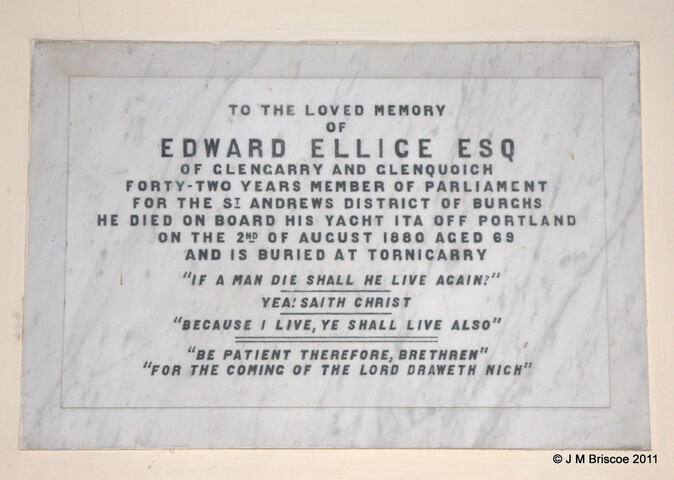 TO THE LOVED MEMORY
OF
EDWARD ELLICE ESQ
OF GLENGARRY AND GLENQUOICH
FORTY-TWO YEARS MEMBER OF PARLIAMENT
FOR THE ST ANDREWS DISTRICT OF BURGHS
HE DIED ON BOARD HIS YACHT ITA OFF PORTLAND
ON THE 2ND OF AUGUST 1880 AGED 69
AND IS BURIED AT TORNICARRY
"IF A MAN DIE SHALL HE LIVE AGAIN?"
YEA! SAITH CHRIST
"BECAUSE I LIVE, YE SHALL LIVE ALSO"
"BE PATIENT THEREFORE, BRETHREN"
"FOR THE COMING OF THE LORD DRAWETH NIGH"
© J M Briscoe 2011